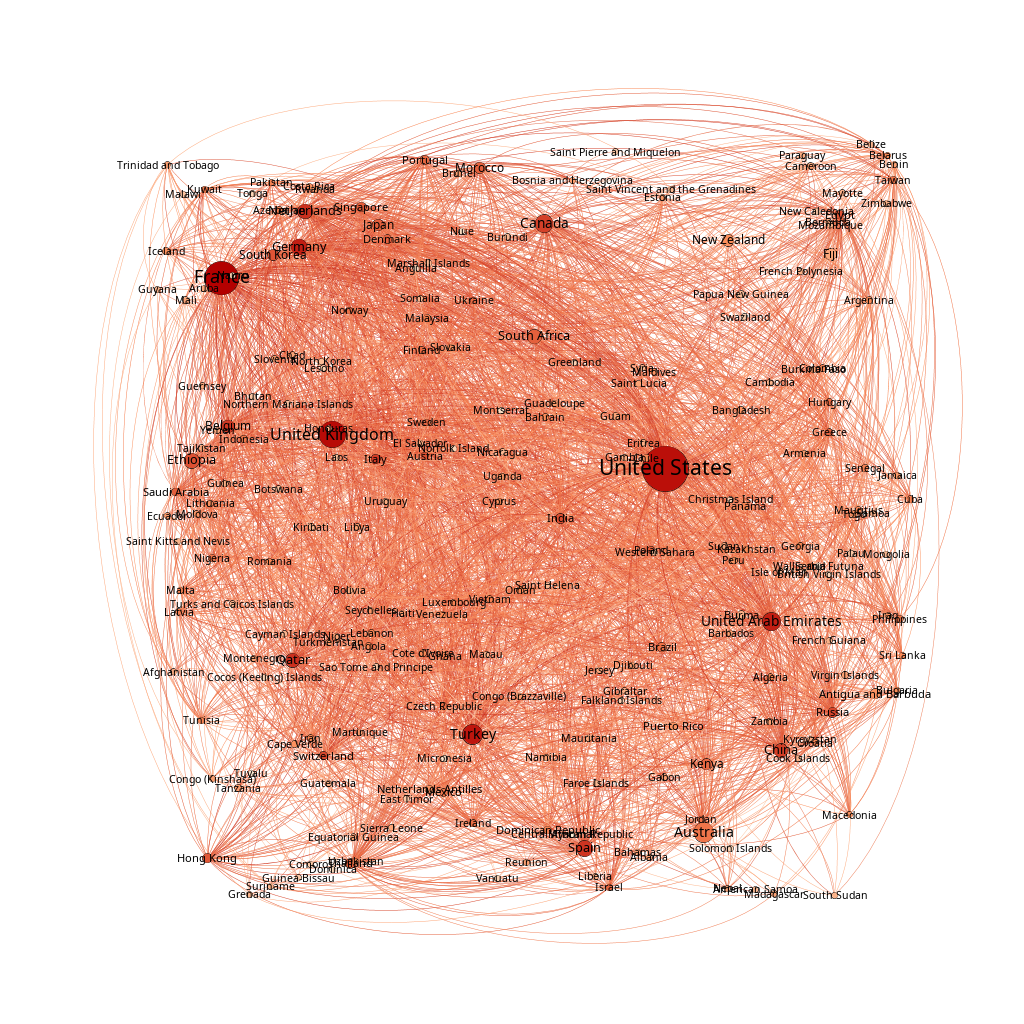 Belize
Paraguay
Saint Pierre and Miquelon
Belarus
Portugal
Benin
Trinidad and Tobago
Cameroon
Morocco
Brunei
Bosnia and Herzegovina
Taiwan
Pakistan
Costa Rica
Kuwait
Rwanda
Saint Vincent and the Grenadines
Malawi
Tonga
Mayotte
Estonia
Zimbabwe
Singapore
Netherlands
New Caledonia
Egypt
Bermuda
Canada
Japan
Mozambique
Niue
Burundi
Denmark
New Zealand
Germany
Iceland
South Korea
Fiji
Marshall Islands
Anguilla
French Polynesia
France
Guyana
Aruba
Papua New Guinea
Mali
Somalia
Ukraine
Argentina
Norway
Malaysia
Swaziland
South Africa
Slovakia
Finland
Chad
Slovenia
North Korea
Greenland
Lesotho
Syria
Maldives
Colombia
Burkina Faso
Saint Lucia
Cambodia
Guernsey
Bhutan
Northern Mariana Islands
Guadeloupe
Hungary
Montserrat
Bangladesh
Bahrain
Guam
Sweden
Belgium
Honduras
Yemen
Greece
United Kingdom
Indonesia
El Salvador
Eritrea
Tajikistan
Norfolk Island
Nicaragua
Austria
Armenia
Laos
Italy
Gambia
Chile
Ethiopia
United States
Senegal
Jamaica
Uganda
Guinea
Botswana
Saudi Arabia
Lithuania
Uruguay
Cyprus
Christmas Island
Cuba
Panama
Mauritius
Ecuador
Moldova
Togo
Samoa
India
Kiribati
Libya
Saint Kitts and Nevis
Sudan
Kazakhstan
Georgia
Poland
Western Sahara
Palau
Mongolia
Nigeria
Romania
Peru
Wallis and Futuna
Serbia
Isle of Man
British Virgin Islands
Saint Helena
Malta
Bolivia
Oman
Vietnam
Turks and Caicos Islands
Luxembourg
Latvia
Seychelles
Haiti
Venezuela
Burma
Iraq
Philippines
United Arab Emirates
Cayman Islands
Niger
Lebanon
Barbados
Turkmenistan
Angola
French Guiana
Brazil
Cote d'Ivoire
Ghana
Macau
Sri Lanka
Montenegro
Qatar
Sao Tome and Principe
Djibouti
Afghanistan
Jersey
Cocos (Keeling) Islands
Algeria
Virgin Islands
Gibraltar
Bulgaria
Antigua and Barbuda
Congo (Brazzaville)
Falkland Islands
Czech Republic
Russia
Tunisia
Zambia
Puerto Rico
Martinique
Turkey
Iran
Mauritania
Kyrgyzstan
Croatia
Cape Verde
China
Switzerland
Micronesia
Namibia
Cook Islands
Kenya
Tuvalu
Congo (Kinshasa)
Gabon
Guatemala
Faroe Islands
Tanzania
Netherlands Antilles
Mexico
East Timor
Macedonia
Jordan
Ireland
Sierra Leone
Dominican Republic
Australia
Equatorial Guinea
Spain
Solomon Islands
Bahamas
Hong Kong
Albania
Uzbekistan
Comoros
Thailand
Reunion
Dominica
Liberia
Guinea-Bissau
Vanuatu
Suriname
Israel
Nepal
American Samoa
Grenada
Madagascar
South Sudan